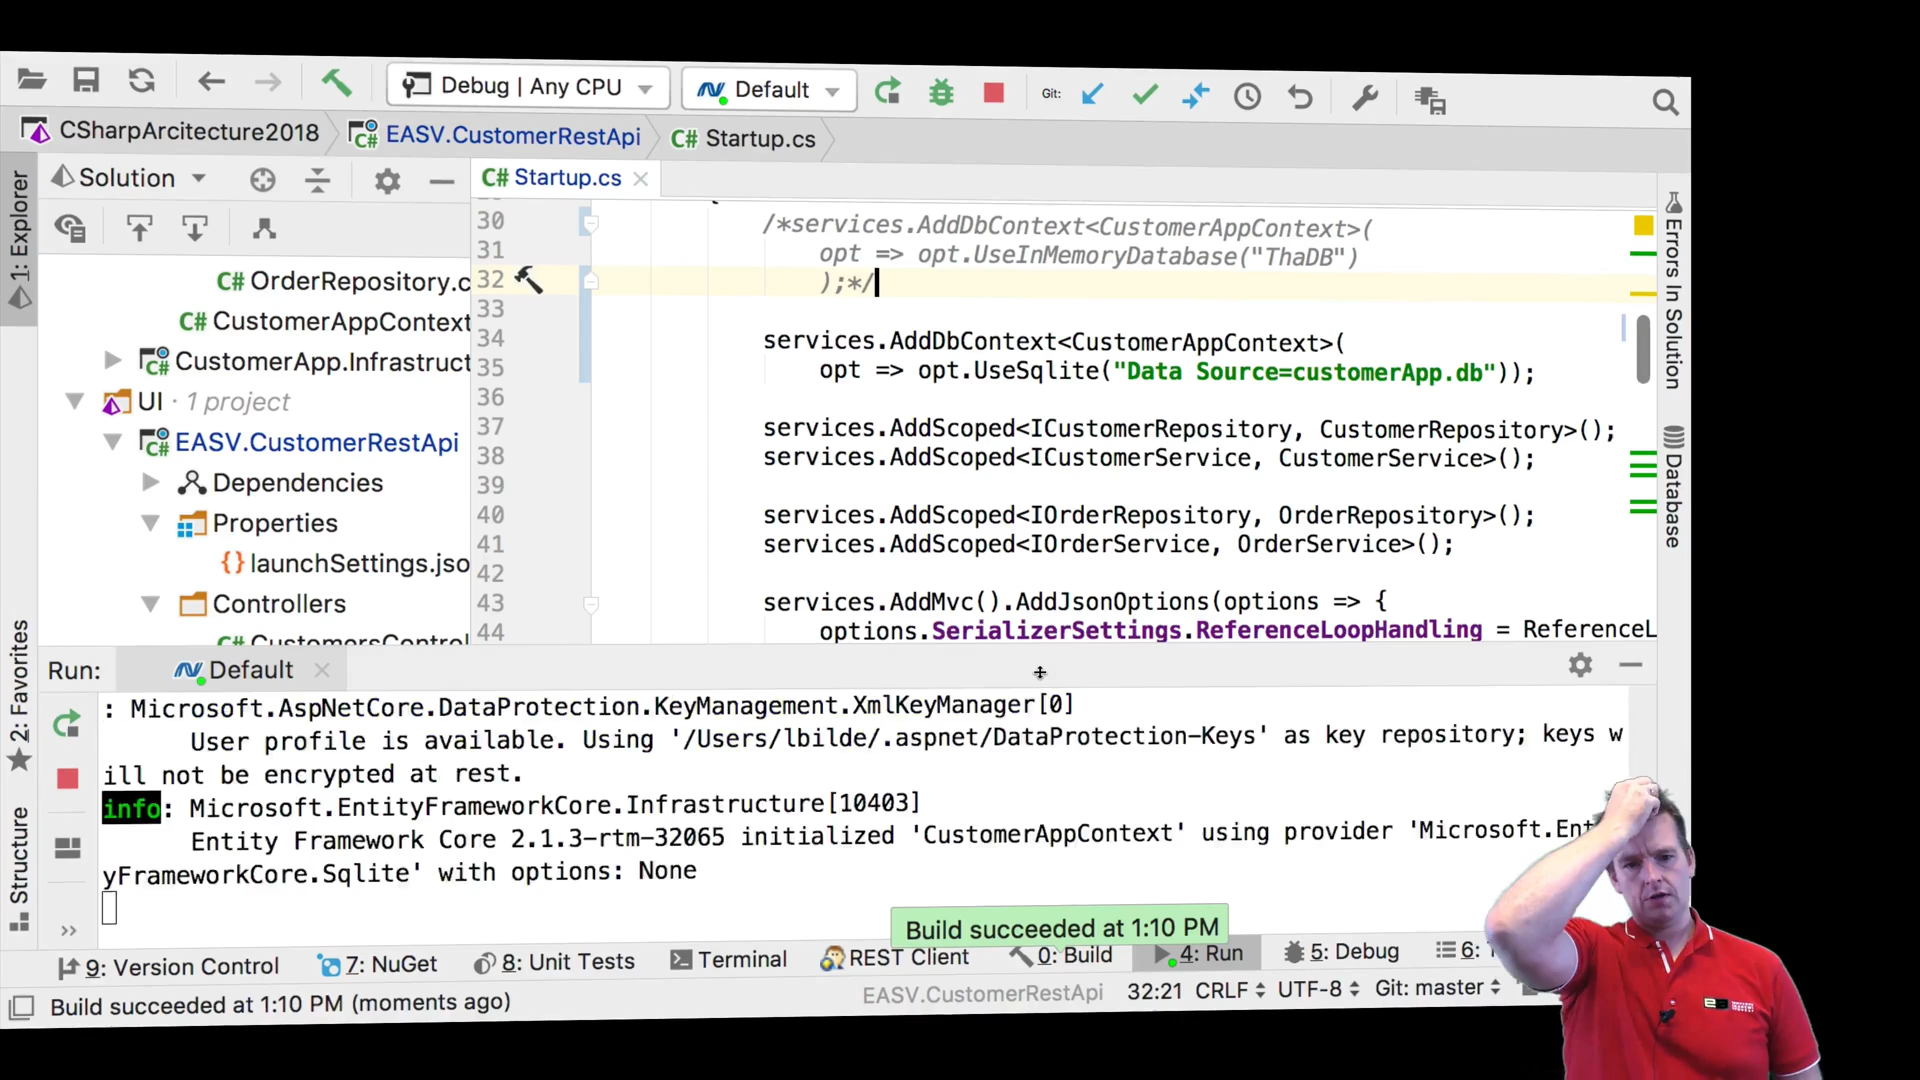 Debug | Any CPU
Default
Git:
CSharpArcitecture2018
EASV.CustomerRestApi
C# Startup.cs
1: Explorer
Solution
C# Startup.cs
C# OrderRepository.c
C# CustomerAppContext
CustomerApp.Infrastruct
UI · 1 project
EASV.CustomerRestApi
Dependencies
Properties
{} launchSettings.jso
Controllers
C# CustomersControl
30 /*services.AddDbContext<CustomerAppContext>(
31 opt => opt.UseInMemoryDatabase("ThaDB")
32 );*/
33
34 services.AddDbContext<CustomerAppContext>(
35 opt => opt.UseSqlite("Data Source=customerApp.db"));
36
37 services.AddScoped<ICustomerRepository, CustomerRepository>();
38 services.AddScoped<ICustomerService, CustomerService>();
39
40 services.AddScoped<IOrderRepository, OrderRepository>();
41 services.AddScoped<IOrderService, OrderService>();
42
43 services.AddMvc().AddJsonOptions(options => {
44 options.SerializerSettings.ReferenceLoopHandling = ReferenceL
Errors In Solution
Database
2: Favorites
Structure
Run: Default
: Microsoft.AspNetCore.DataProtection.KeyManagement.XmlKeyManager[0]
User profile is available. Using '/Users/lbilde/.aspnet/DataProtection-Keys' as key repository; keys w
ill not be encrypted at rest.
info: Microsoft.EntityFrameworkCore.Infrastructure[10403]
Entity Framework Core 2.1.3-rtm-32065 initialized 'CustomerAppContext' using provider 'Microsoft.Ent
yFrameworkCore.Sqlite' with options: None
Build succeeded at 1:10 PM
9: Version Control
7: NuGet
8: Unit Tests
Terminal
REST Client
0: Build
4: Run
5: Debug
6:
Build succeeded at 1:10 PM (moments ago)
EASV.CustomerRestApi
32:21
CRLF
UTF-8
Git: master